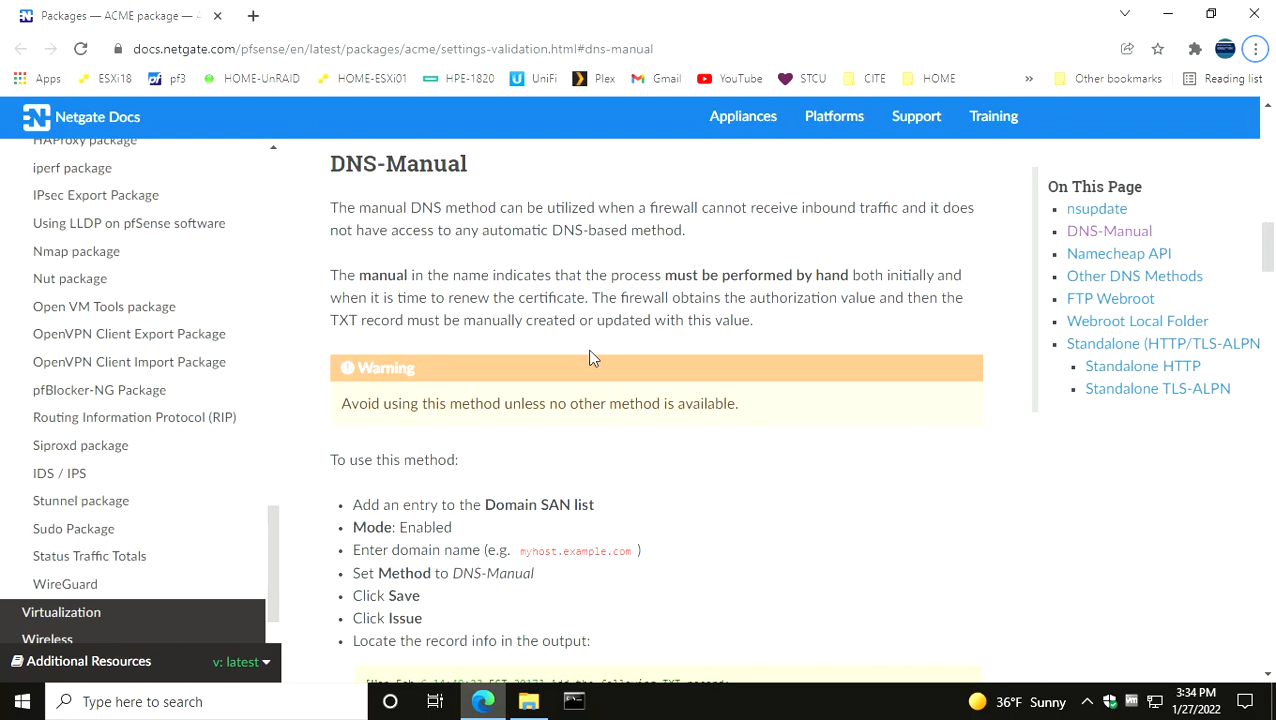 Packages — ACME package —
docs.netgate.com/pfsense/en/latest/packages/acme/settings-validation.html#dns-manual
Apps ESXi18 pf3 HOME-UnRAID HOME-ESXi01 HPE-1820 UniFi Plex Gmail YouTube STCU CITE HOME » Other bookmarks Reading list
Netgate Docs Appliances Platforms Support Training
HAProxy package
iperf package
IPsec Export Package
Using LLDP on pfSense software
Nmap package
Nut package
Open VM Tools package
OpenVPN Client Export Package
OpenVPN Client Import Package
pfBlocker-NG Package
Routing Information Protocol (RIP)
Siproxd package
IDS / IPS
Stunnel package
Sudo Package
Status Traffic Totals
WireGuard
Virtualization
Wireless
Additional Resources v: latest
DNS-Manual
The manual DNS method can be utilized when a firewall cannot receive inbound traffic and it does
not have access to any automatic DNS-based method.
The manual in the name indicates that the process must be performed by hand both initially and
when it is time to renew the certificate. The firewall obtains the authorization value and then the
TXT record must be manually created or updated with this value.
Warning
Avoid using this method unless no other method is available.
To use this method:
• Add an entry to the Domain SAN list
• Mode: Enabled
• Enter domain name (e.g. myhost.example.com )
• Set Method to DNS-Manual
• Click Save
• Click Issue
• Locate the record info in the output:
On This Page
nsupdate
DNS-Manual
Namecheap API
Other DNS Methods
FTP Webroot
Webroot Local Folder
Standalone (HTTP/TLS-ALPN
Standalone HTTP
Standalone TLS-ALPN
Type here to search
36°F Sunny
3:34 PM
1/27/2022